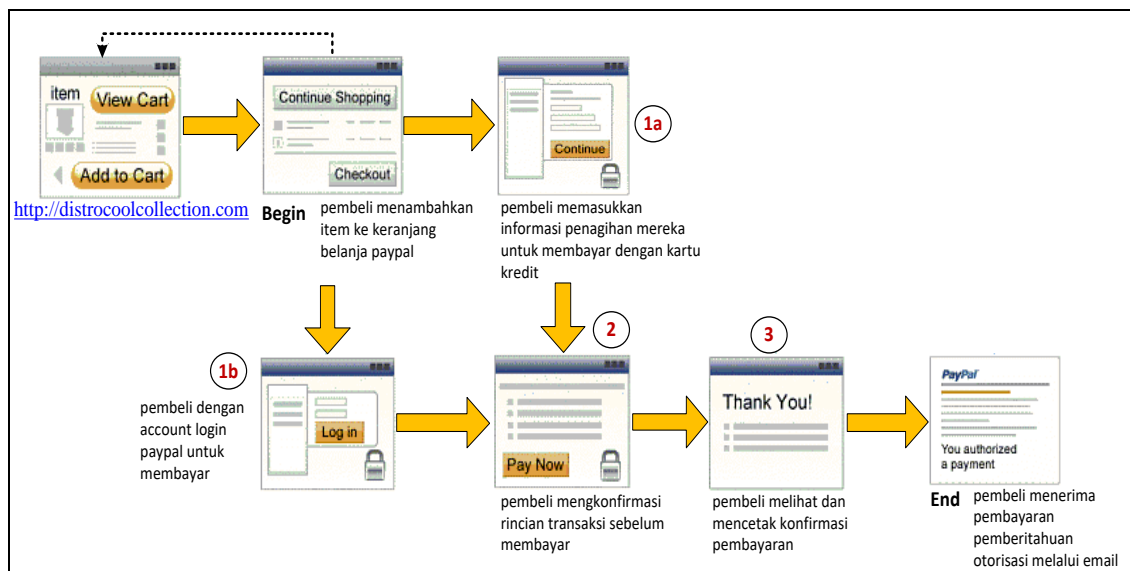 item
View Cart
Add to Cart
http://distrocoolcollection.com
Continue Shopping
Checkout
Begin
pembeli menambahkan
item ke keranjang
belanja paypal
Continue
1a
pembeli memasukkan
informasi penagihan mereka
untuk membayar dengan kartu
kredit
1b
pembeli dengan
account login
paypal untuk
membayar
Log in
2
Pay Now
pembeli mengkonfirmasi
rincian transaksi sebelum
membayar
3
Thank You!
pembeli melihat dan
mencetak konfirmasi
pembayaran
PayPal
You authorized
a payment
End
pembeli menerima
pembayaran
pemberitahuan
otorisasi melalui email